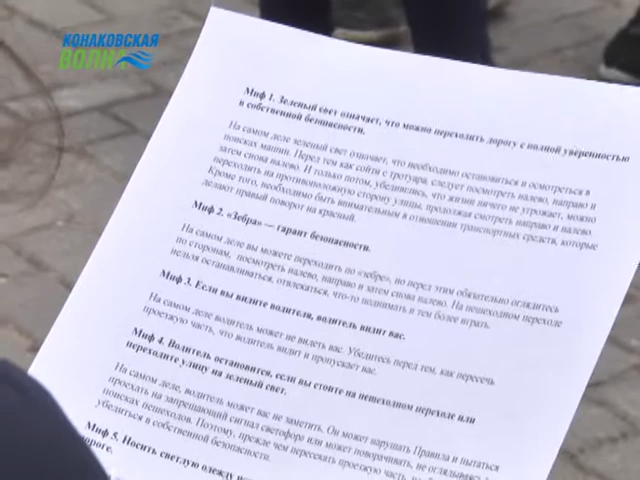 КОНАКОВСКАЯ
ВОЛНА
Миф 1. Зеленый свет означает, что можно переходить дорогу с полной уверенностью
в собственной безопасности.
На самом деле зеленый свет означает, что необходимо остановиться и осмотреться в
поисках машин. Перед тем как сойти с тротуара, следует посмотреть налево, направо и
затем снова налево. И только потом, убедившись, что жизни ничего не угрожает, можно
переходить на противоположную сторону улицы, продолжая смотреть направо и налево.
Кроме того, необходимо быть внимательным в отношении транспортных средств, которые
делают правый поворот на красный.
Миф 2. «Зебра» — гарант безопасности.
На самом деле вы можете переходить по «зебре», но перед этим обязательно оглядитесь
по сторонам, посмотреть налево, направо и затем снова налево. На пешеходном переходе
нельзя останавливаться, отвлекаться, что-то поднимать и тем более играть.
Миф 3. Если вы видите водителя, водитель видит вас.
На самом деле водитель может не видеть вас. Убедитесь перед тем, как пересечь
проезжую часть, что водитель видит и пропускает вас.
Миф 4. Водитель остановится, если вы стоите на пешеходном переходе или
переходите улицу на зеленый свет.
На самом деле, водитель может вас не заметить. Он может нарушать Правила и пытаться
проехать на запрещающий сигнал светофора или может поворачивать, не оглядываясь в
поисках пешеходов. Поэтому, прежде чем пересекать проезжую часть,
убедиться в собственной безопасности.
Миф 5. Носить светлую одежду
дороге.